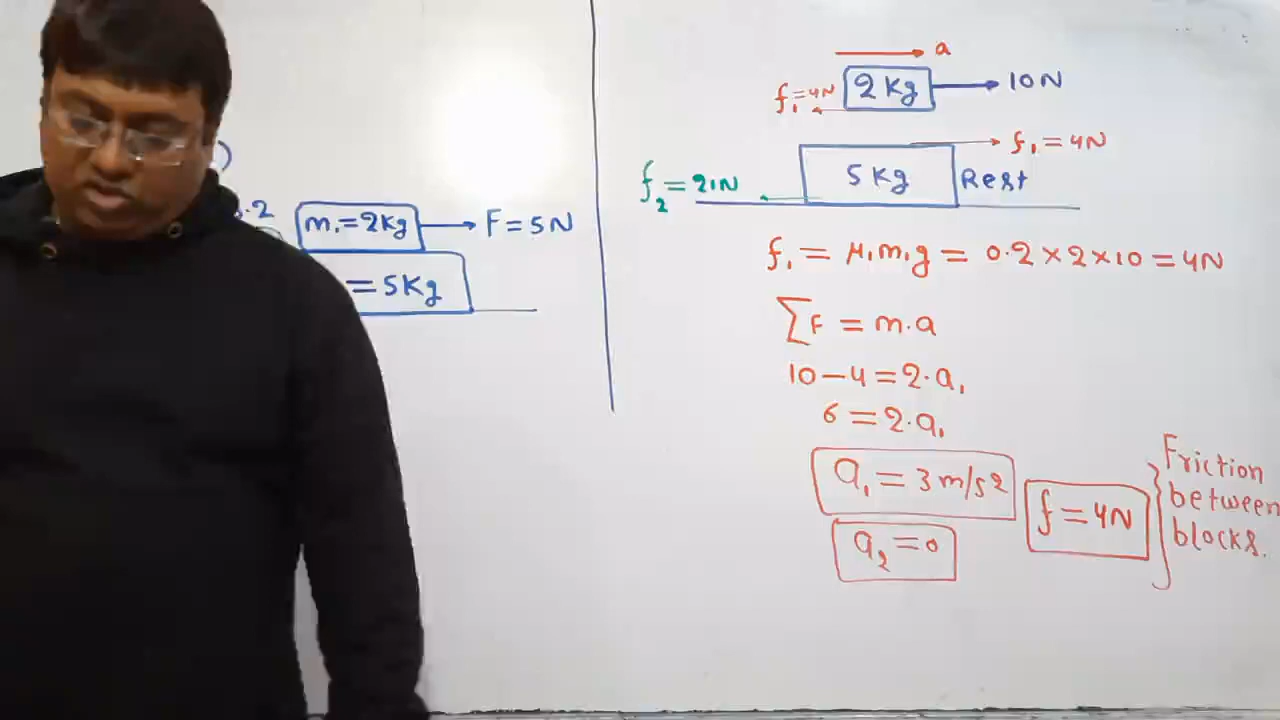 .2
m₁=2Kg → F=5N
=5Kg
→ a
f₁=4N 2Kg → 10N
→ f₁=4N
f₂=21N 5Kg Rest
f₁ = μ₁m₁g = 0.2×2×10=4N
∑F = m.a
10-4=2.a₁
6=2.a₁
a₁ = 3m/s2
a₂=0
f=4N
Friction
between
blocks.